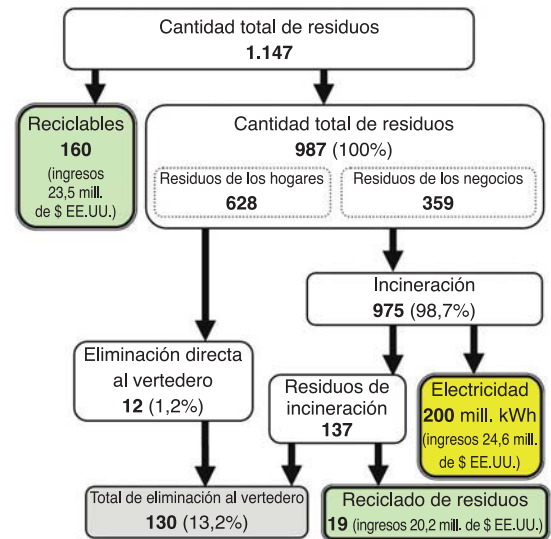 Cantidad total de residuos
1.147
Reciclables
160
(ingresos
23,5 mill.
de $ EE.UU.)
Cantidad total de residuos
987 (100%)
Residuos de los hogares
628
Residuos de los negocios
359
Incineración
975 (98,7%)
Eliminación directa
al vertedero
12 (1,2%)
Residuos de
incineración
137
Electricidad
200 mill. kWh
(ingresos 24,6 mill.
de $ EE.UU.)
Total de eliminación al vertedero
130 (13,2%)
Reciclado de residuos
19 (ingresos 20,2 mill. de $ EE.UU.)